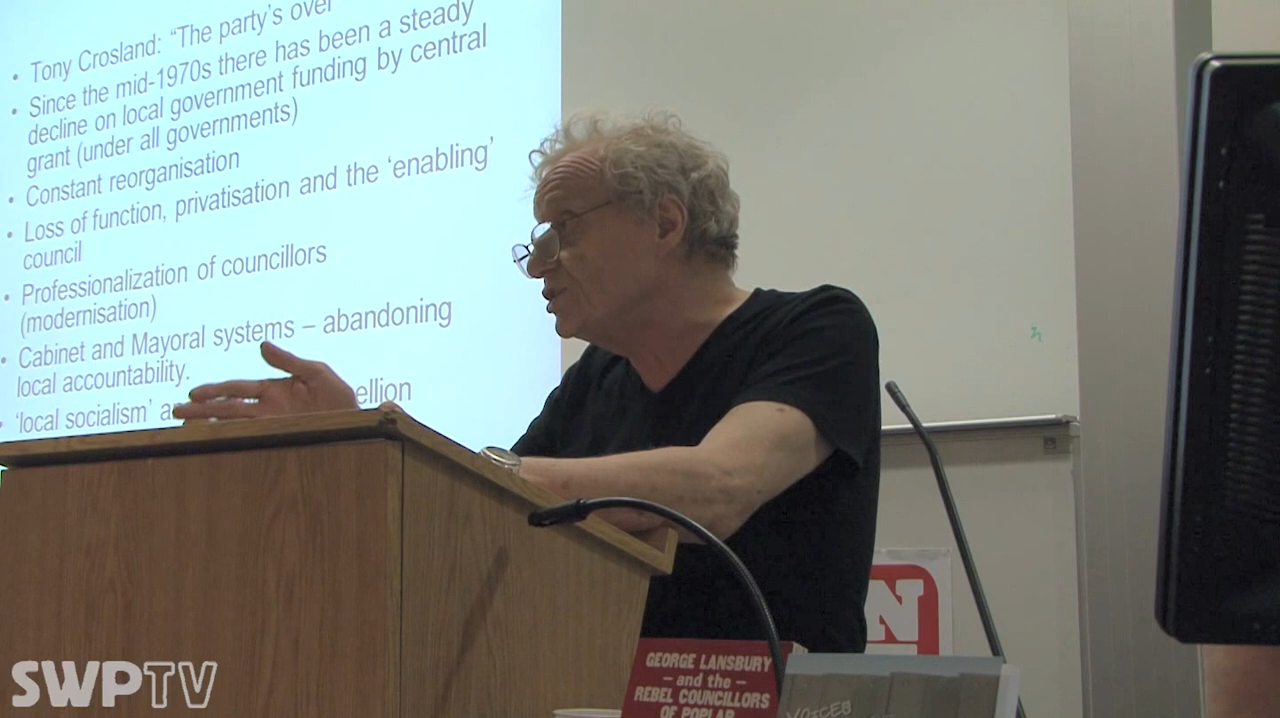 • Tony Crosland: “The party’s over
• Since the mid-1970s there has been a steady
decline on local government funding by central
grant (under all governments)
• Constant reorganisation
• Loss of function, privatisation and the ‘enabling’
council
• Professionalization of councillors
(modernisation)
• Cabinet and Mayoral systems – abandoning
local accountability.
• ‘local socialism’ a ellion
N
GEORGE LANSBURY
– and the –
REBEL COUNCILLORS
OF POPLAR
VOICES
SWPTV